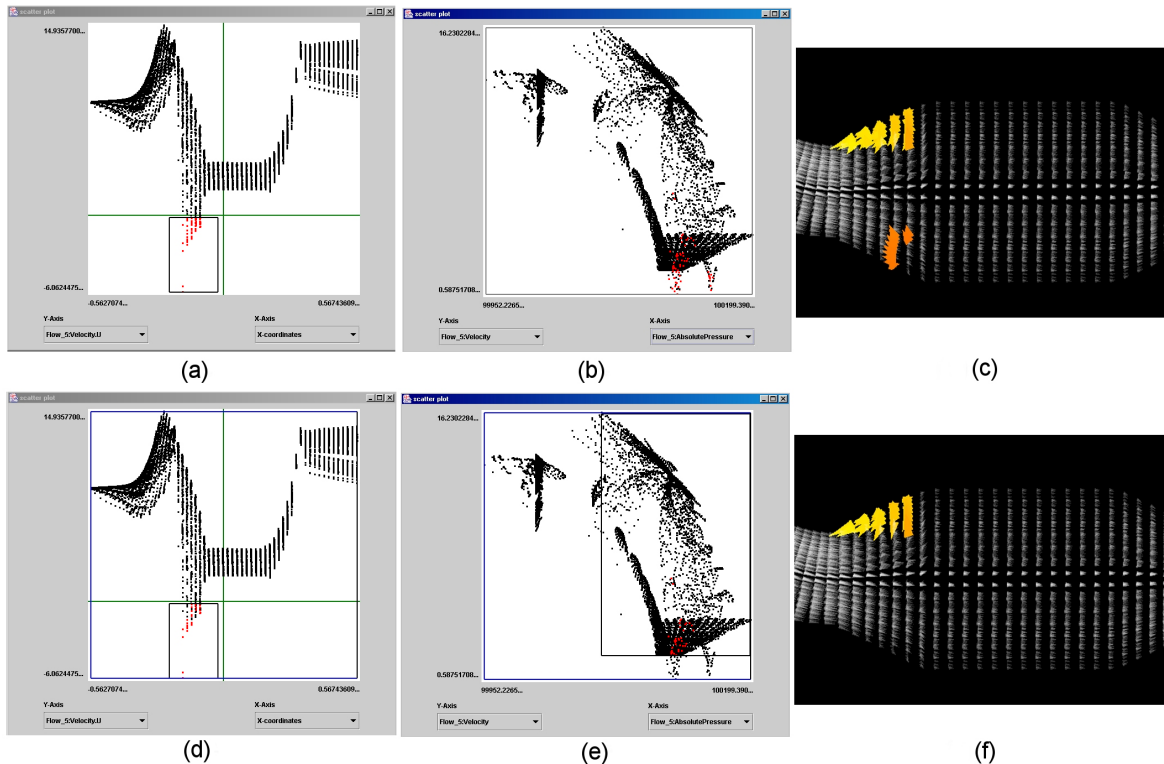 scatter plot
14.9357700...
-6.0624475...
-0.5627074...
0.56743609...
Y-Axis
X-Axis
Flow_5:Velocity.U
X-coordinates
(a)
scatter plot
16.2302284...
0.58751708...
99952.2265...
100199.390...
Y-Axis
X-Axis
Flow_5:Velocity
Flow_5:AbsolutePressure
(b)
(c)
scatter plot
14.9357700...
-6.0624475...
-0.5627074...
0.56743609...
Y-Axis
X-Axis
Flow_5:Velocity.U
X-coordinates
(d)
scatter plot
16.2302284...
0.58751708...
99952.2265...
100199.390...
Y-Axis
X-Axis
Flow_5:Velocity
Flow_5:AbsolutePressure
(e)
(f)